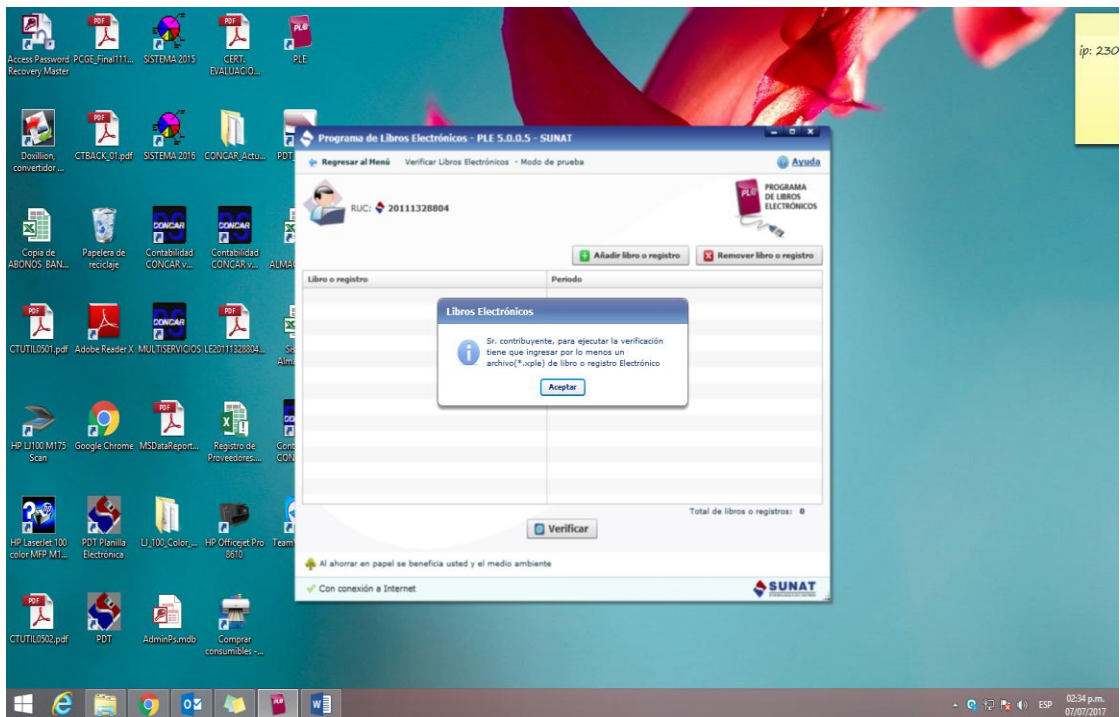 Access Password
Recovery Master
PCGE_Final111...
SISTEMA 2015
CERT.
EVALUACIO...
PLE
ip: 230
Doxillion,
convertidor ...
CTBACK_01.pdf
SISTEMA 2016
CONCAR_Actu...
PDT_
Programa de Libros Electrónicos - PLE 5.0.0.5 - SUNAT
Regresar al Menú
Verificar Libros Electrónicos - Modo de prueba
Ayuda
RUC: 20111328804
PLE
PROGRAMA
DE LIBROS
ELECTRÓNICOS
Copia de
ABONOS BAN...
Papelera de
reciclaje
Contabilidad
CONCAR v...
Contabilidad
CONCAR v...
ALMA
Añadir libro o registro
Remover libro o registro
Libro o registro
Periodo
Libros Electrónicos
Sr. contribuyente, para ejecutar la verificación
tiene que ingresar por lo menos un
archivo(*.xple) de libro o registro Electrónico
Aceptar
CTUTIL0501.pdf
Adobe Reader X
MULTISERVICIOS
LE20111328804...
HP LJ100 M175
Scan
Google Chrome
MSDataReport...
Registro de
Proveedores....
Cont
CON
Total de libros o registros: 0
Verificar
HP LaserJet 100
color MFP M1...
PDT Planilla
Electrónica
LJ_100_Color_...
HP Officejet Pro
8610
Team
Al ahorrar en papel se beneficia usted y el medio ambiente
Con conexión a Internet
SUNAT
CTUTIL0502.pdf
PDT
AdminPs.mdb
Comprar
consumibles -...
ESP
02:34 p.m.
07/07/2017